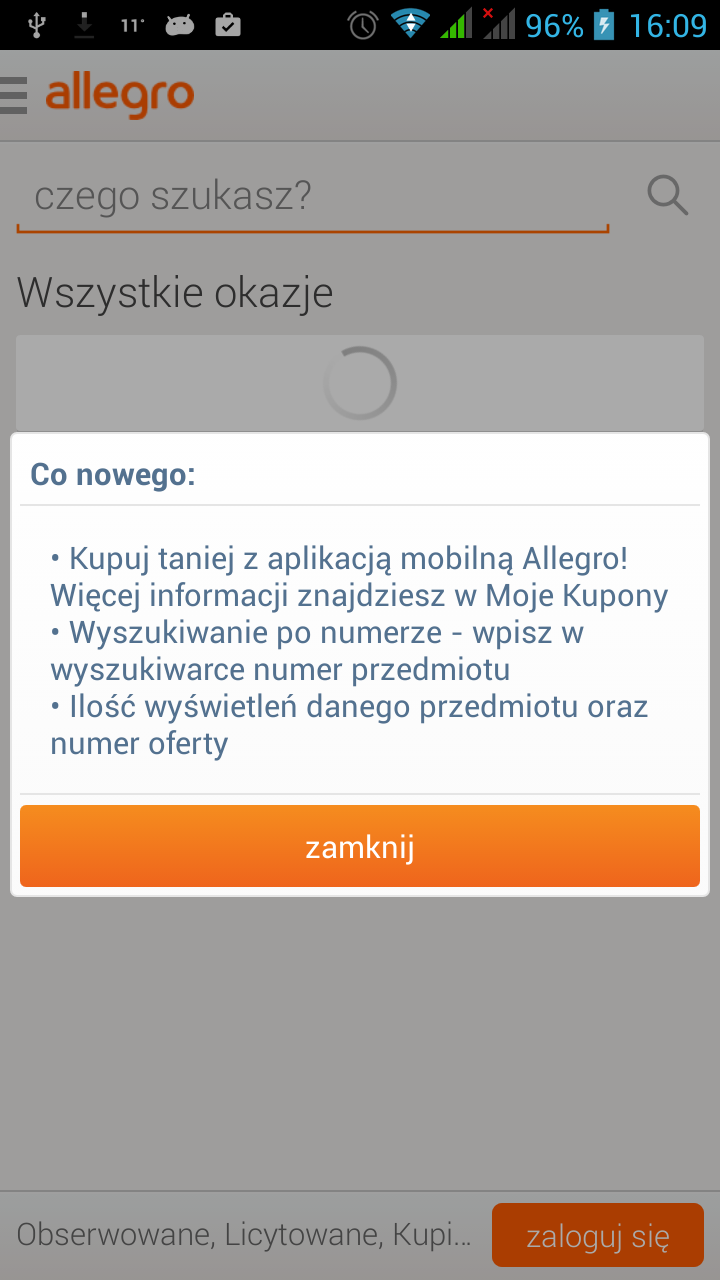 11°
96%
16:09
allegro
czego szukasz?
Wszystkie okazje
Co nowego:
• Kupuj taniej z aplikacją mobilną Allegro!
Więcej informacji znajdziesz w Moje Kupony
• Wyszukiwanie po numerze - wpisz w
wyszukiwarce numer przedmiotu
• Ilość wyświetleń danego przedmiotu oraz
numer oferty
zamknij
Obserwowane, Licytowane, Kupi...
zaloguj się